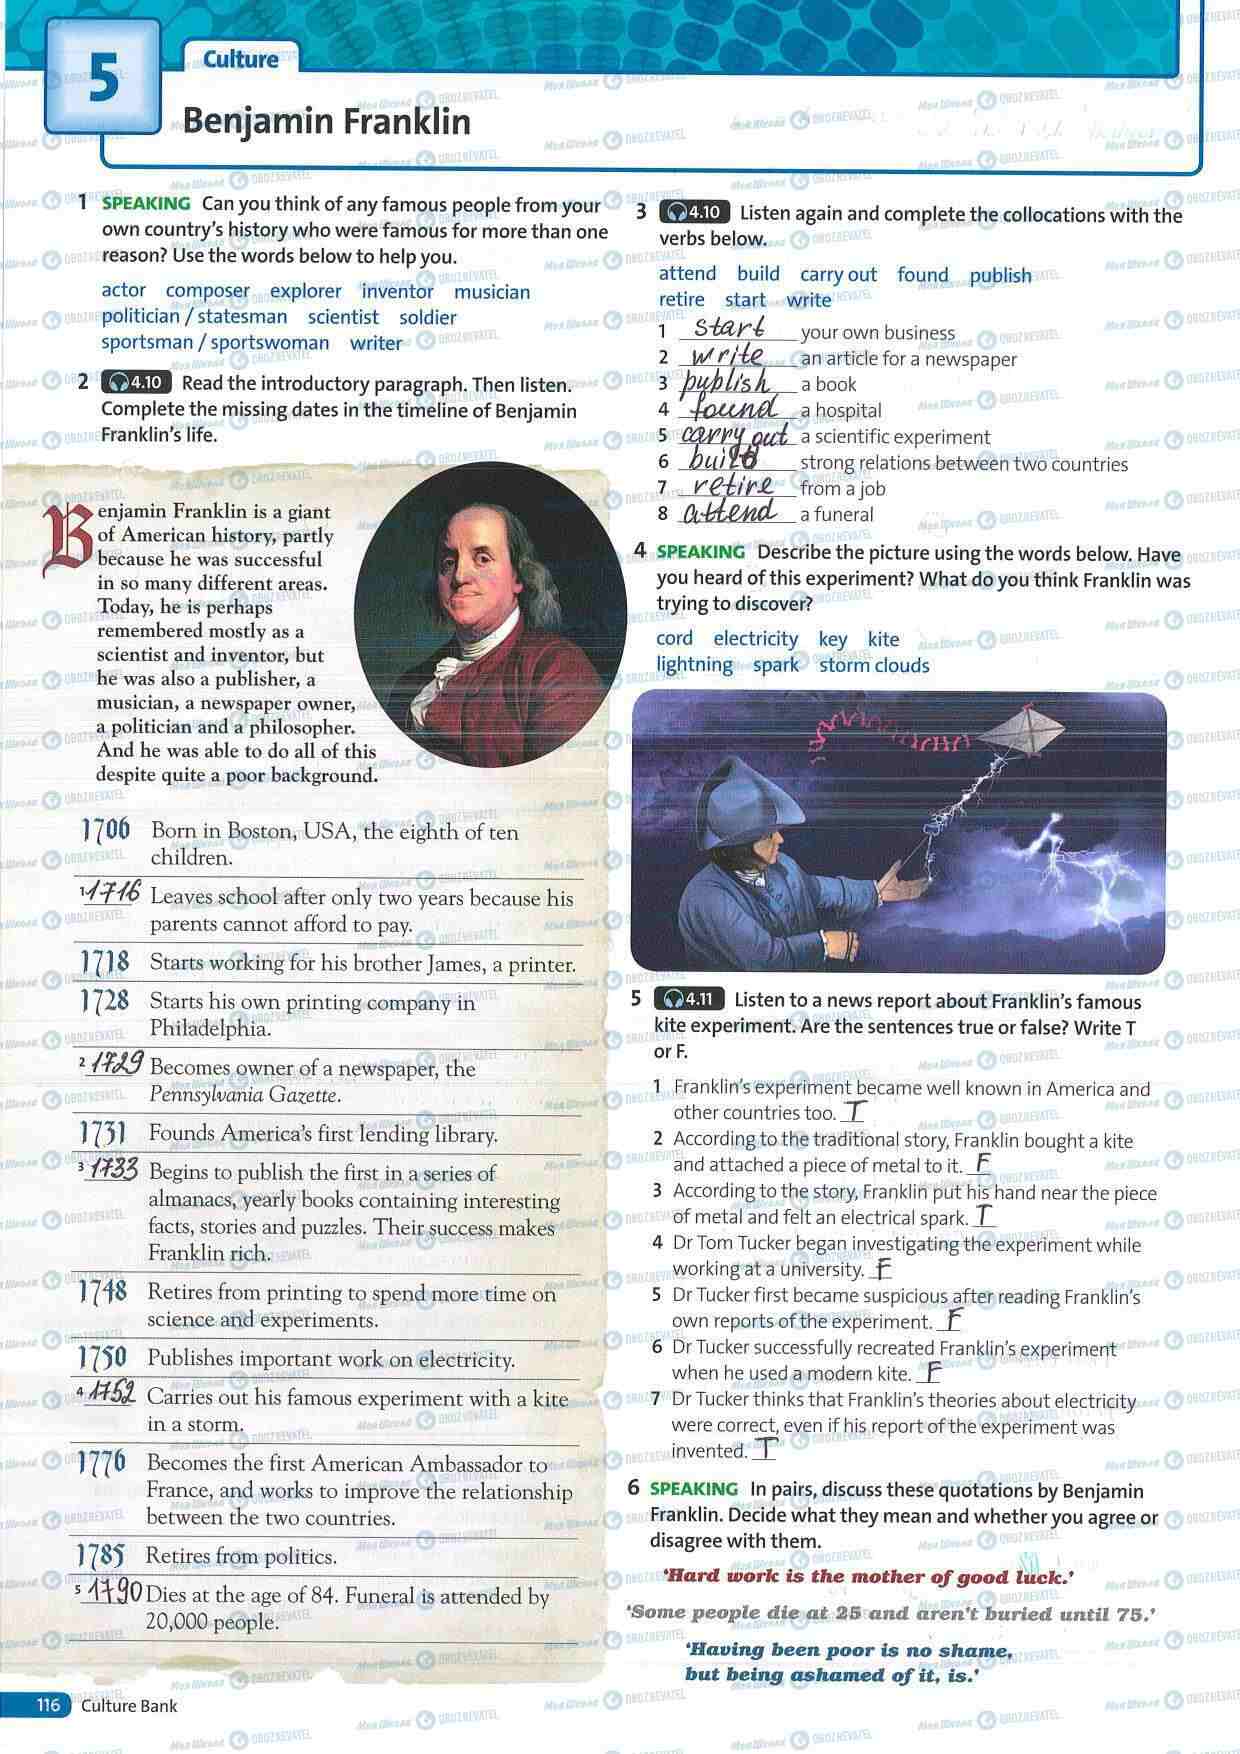 5
Culture
Benjamin Franklin
1 SPEAKING Can you think of any famous people from your
own country's history who were famous for more than one
reason? Use the words below to help you.
actor composer explorer inventor musician
politician / statesman scientist soldier
sportsman / sportswoman writer
2 4.10 Read the introductory paragraph. Then listen.
Complete the missing dates in the timeline of Benjamin
Franklin's life.
Benjamin Franklin is a giant
of American history, partly
because he was successful
in so many different areas.
Today, he is perhaps
remembered mostly as a
scientist and inventor, but
he was also a publisher, a
musician, a newspaper owner,
a politician and a philosopher.
And he was able to do all of this
despite quite a poor background.
1706 Born in Boston, USA, the eighth of ten
children.
1 1716 Leaves school after only two years because his
parents cannot afford to pay.
1718 Starts working for his brother James, a printer.
1728 Starts his own printing company in
Philadelphia.
2 1729 Becomes owner of a newspaper, the
Pennsylvania Gazette.
1731 Founds America's first lending library.
3 1733 Begins to publish the first in a series of
almanacs, yearly books containing interesting
facts, stories and puzzles. Their success makes
Franklin rich.
1748 Retires from printing to spend more time on
science and experiments.
1750 Publishes important work on electricity.
4 1752 Carries out his famous experiment with a kite
in a storm.
1776 Becomes the first American Ambassador to
France, and works to improve the relationship
between the two countries.
1785 Retires from politics.
5 1790 Dies at the age of 84. Funeral is attended by
20,000 people.
116 Culture Bank
3 4.10 Listen again and complete the collocations with the
verbs below.
attend build carry out found publish
retire start write
1 start your own business
2 write an article for a newspaper
3 publish a book
4 found a hospital
5 carry out a scientific experiment
6 build strong relations between two countries
7 retire from a job
8 attend a funeral
4 SPEAKING Describe the picture using the words below. Have
you heard of this experiment? What do you think Franklin was
trying to discover?
cord electricity key kite
lightning spark storm clouds
5 4.11 Listen to a news report about Franklin's famous
kite experiment. Are the sentences true or false? Write T
or F.
1 Franklin's experiment became well known in America and
other countries too. T
2 According to the traditional story, Franklin bought a kite
and attached a piece of metal to it. F
3 According to the story, Franklin put his hand near the piece
of metal and felt an electrical spark. T
4 Dr Tom Tucker began investigating the experiment while
working at a university. F
5 Dr Tucker first became suspicious after reading Franklin's
own reports of the experiment. F
6 Dr Tucker successfully recreated Franklin's experiment
when he used a modern kite. F
7 Dr Tucker thinks that Franklin's theories about electricity
were correct, even if his report of the experiment was
invented. T
6 SPEAKING In pairs, discuss these quotations by Benjamin
Franklin. Decide what they mean and whether you agree or
disagree with them.
'Hard work is the mother of good luck.'
'Some people die at 25 and aren't buried until 75.'
'Having been poor is no shame,
but being ashamed of it, is.'